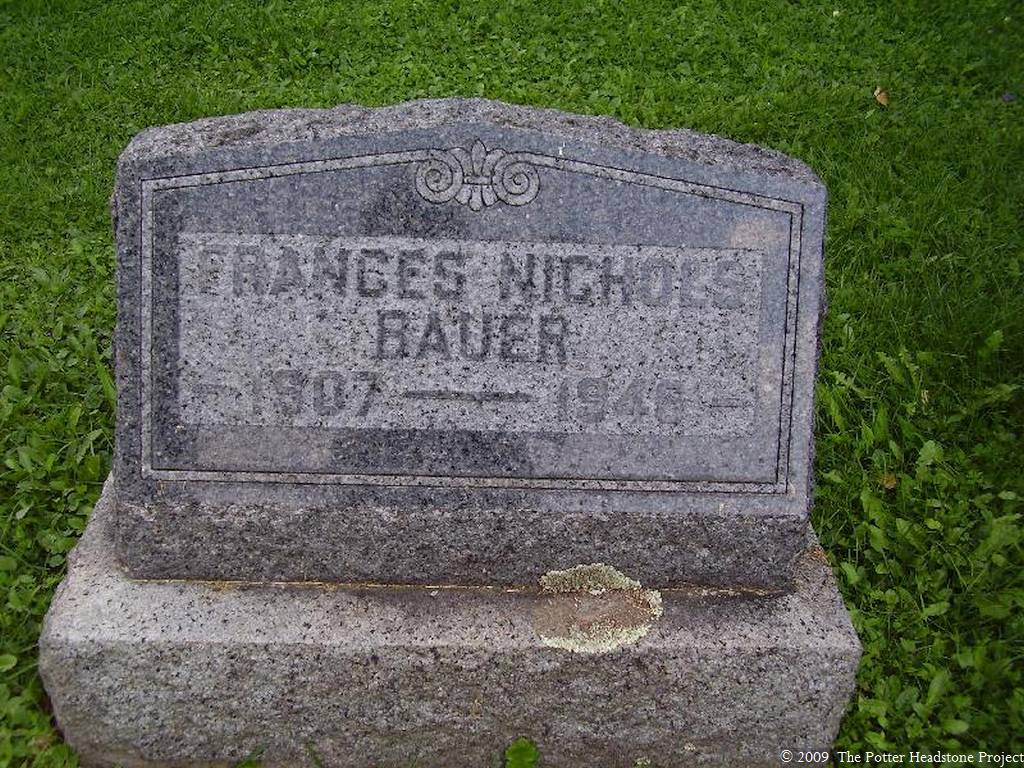 FRANCES NICHOLS
BAUER
- 1907 — 1946 -
© 2009 The Potter Headstone Project